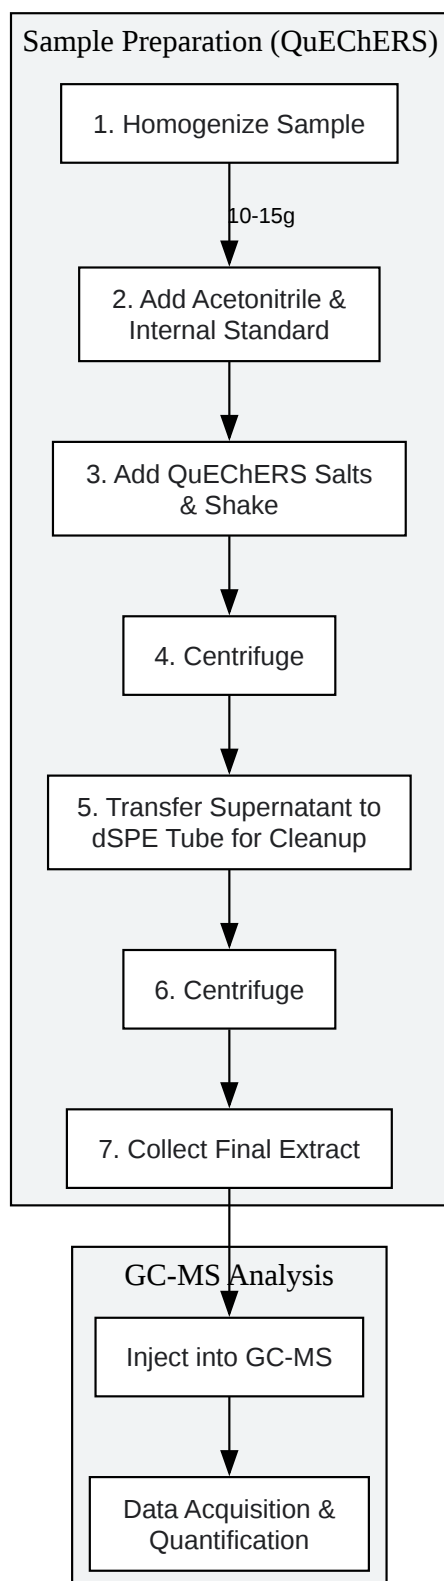 Sample Preparation (QuEChERS)
1. Homogenize Sample
10-15g
2. Add Acetonitrile &
Internal Standard
3. Add QuEChERS Salts
& Shake
4. Centrifuge
5. Transfer Supernatant to
dSPE Tube for Cleanup
6. Centrifuge
7. Collect Final Extract
GC-MS Analysis
Inject into GC-MS
Data Acquisition &
Quantification